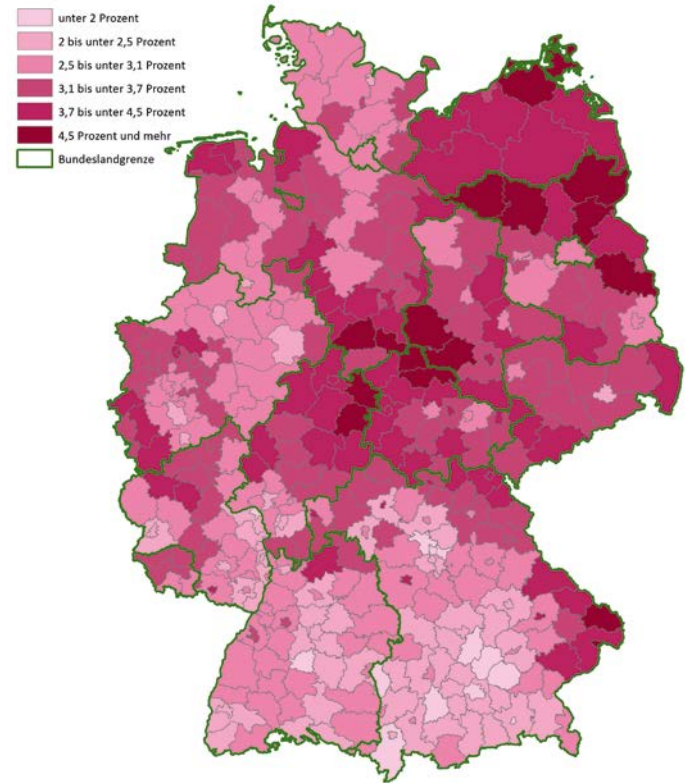 unter 2 Prozent
2 bis unter 2,5 Prozent
2,5 bis unter 3,1 Prozent
3,1 bis unter 3,7 Prozent
3,7 bis unter 4,5 Prozent
4,5 Prozent und mehr
Bundeslandgrenze